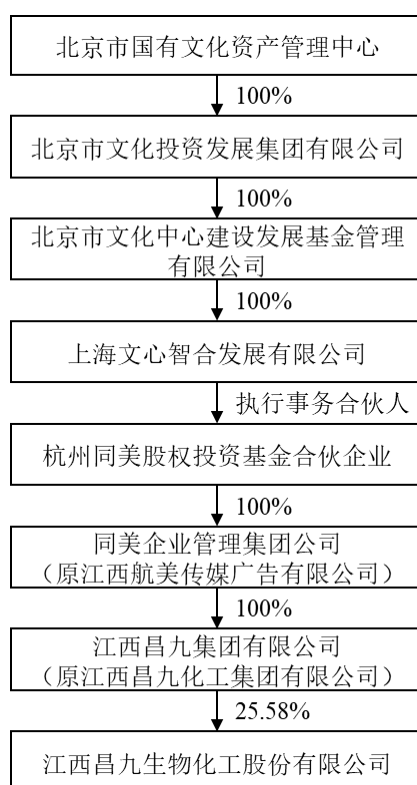 北京市国有文化资产管理中心
100%
北京市文化投资发展集团有限公司
100%
北京市文化中心建设发展基金管理
有限公司
100%
上海文心智合发展有限公司
执行事务合伙人
杭州同美股权投资基金合伙企业
100%
同美企业管理集团公司
（原江西航美传媒广告有限公司）
100%
江西昌九集团有限公司
（原江西昌九化工集团有限公司）
25.58%
江西昌九生物化工股份有限公司